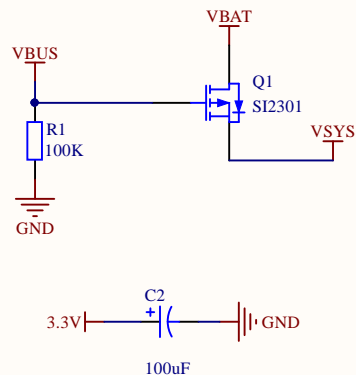 VBAT
VBUS
Q1
SI2301
R1
100K
VSYS
GND
C2
+
3.3V
GND
100uF